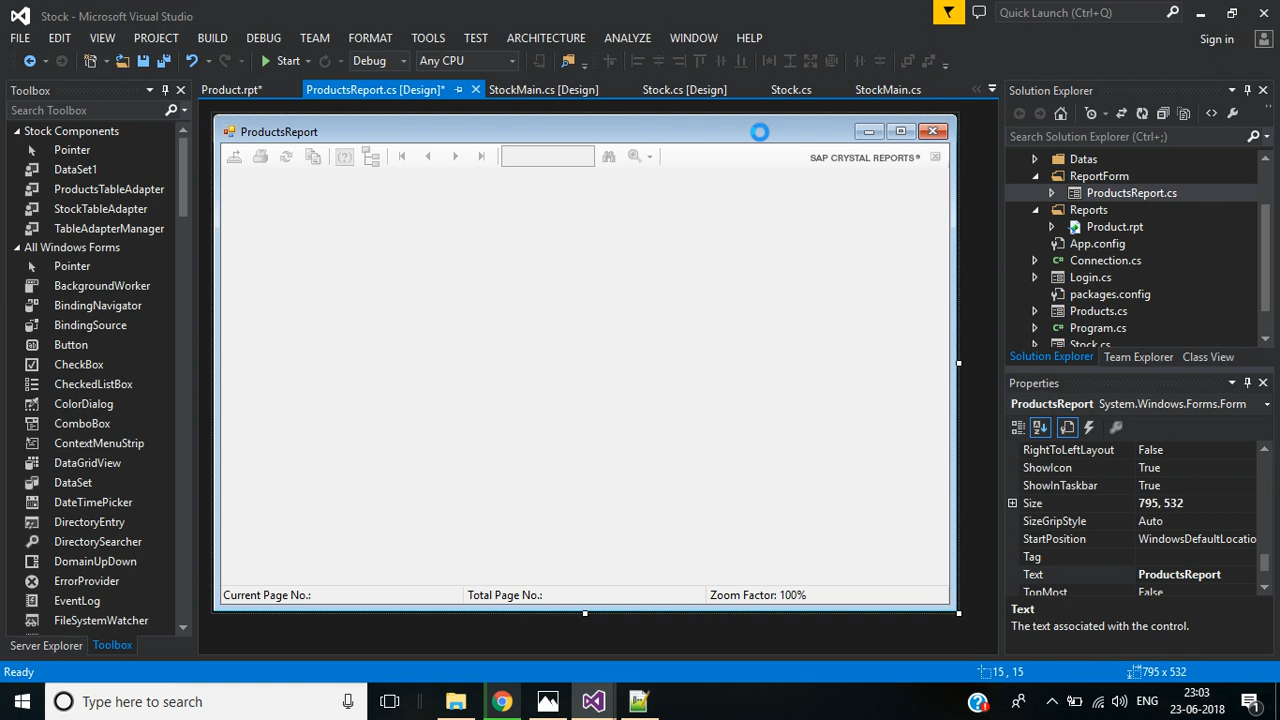 Stock - Microsoft Visual Studio
Quick Launch (Ctrl+Q)
FILE EDIT VIEW PROJECT BUILD DEBUG TEAM FORMAT TOOLS TEST ARCHITECTURE ANALYZE WINDOW HELP
Sign in
Start Debug Any CPU
Toolbox
Search Toolbox
Stock Components
Pointer
DataSet1
ProductsTableAdapter
StockTableAdapter
TableAdapterManager
All Windows Forms
Pointer
BackgroundWorker
BindingNavigator
BindingSource
Button
CheckBox
CheckedListBox
ColorDialog
ComboBox
ContextMenuStrip
DataGridView
DataSet
DateTimePicker
DirectoryEntry
DirectorySearcher
DomainUpDown
ErrorProvider
EventLog
FileSystemWatcher
Server Explorer Toolbox
Product.rpt* ProductsReport.cs [Design]* StockMain.cs [Design] Stock.cs [Design] Stock.cs StockMain.cs
ProductsReport
SAP CRYSTAL REPORTS®
Current Page No.: Total Page No.: Zoom Factor: 100%
Solution Explorer
Search Solution Explorer (Ctrl+;)
Datas
ReportForm
ProductsReport.cs
Reports
Product.rpt
App.config
Connection.cs
Login.cs
packages.config
Products.cs
Program.cs
Stock.cs
Solution Explorer Team Explorer Class View
Properties
ProductsReport System.Windows.Forms.Form
RightToLeftLayout False
ShowIcon True
ShowInTaskbar True
Size 795, 532
SizeGripStyle Auto
StartPosition WindowsDefaultLocatio
Tag
Text ProductsReport
TopMost False
Text
The text associated with the control.
Ready 15 , 15 795 x 532
Type here to search
ENG
23:03
23-06-2018